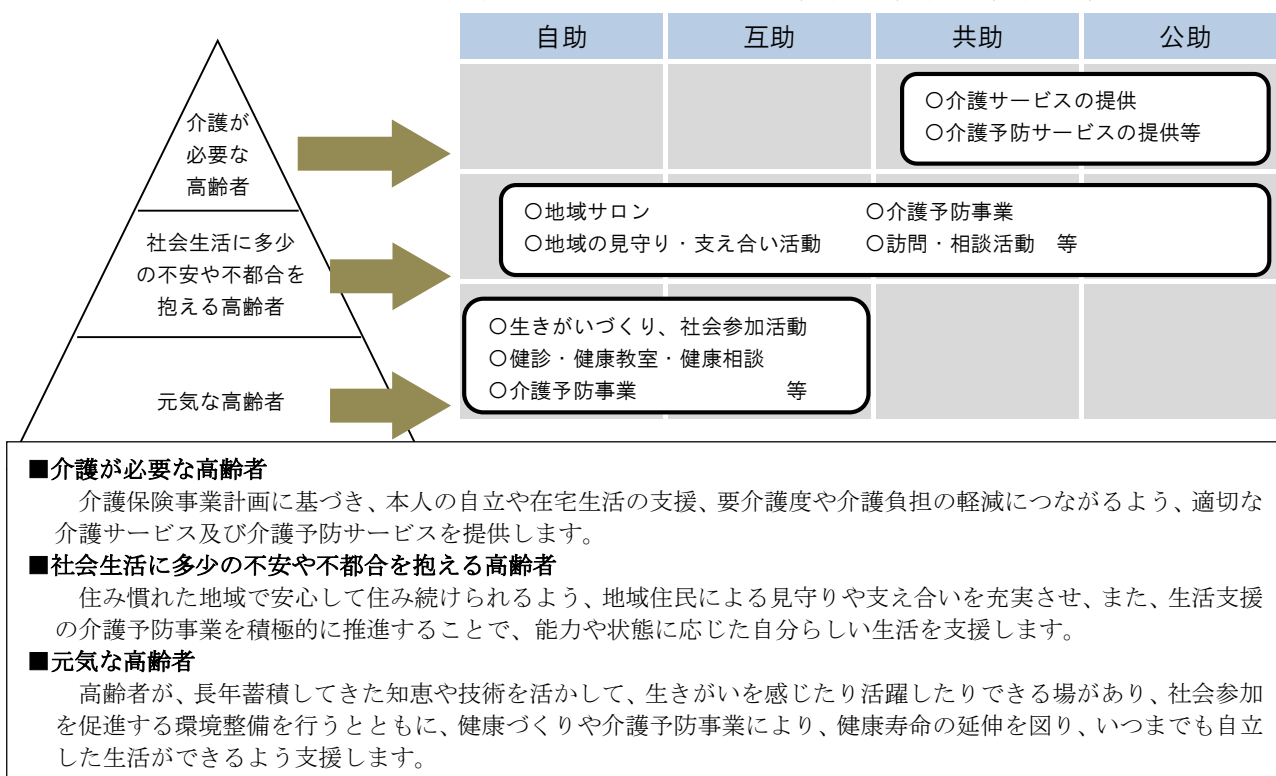 自助 互助 共助 公助
介護が
必要な
高齢者
〇介護サービスの提供
〇介護予防サービスの提供等
社会生活に多少
の不安や不都合を
抱える高齢者
〇地域サロン 〇介護予防事業
〇地域の見守り・支え合い活動 〇訪問・相談活動 等
元気な高齢者
〇生きがいづくり、社会参加活動
〇健診・健康教室・健康相談
〇介護予防事業 等
■介護が必要な高齢者
介護保険事業計画に基づき、本人の自立や在宅生活の支援、要介護度や介護負担の軽減につながるよう、適切な
介護サービス及び介護予防サービスを提供します。
■社会生活に多少の不安や不都合を抱える高齢者
住み慣れた地域で安心して住み続けられるよう、地域住民による見守りや支え合いを充実させ、また、生活支援
の介護予防事業を積極的に推進することで、能力や状態に応じた自分らしい生活を支援します。
■元気な高齢者
高齢者が、長年蓄積してきた知恵や技術を活かして、生きがいを感じたり活躍したりできる場があり、社会参加
を促進する環境整備を行うとともに、健康づくりや介護予防事業により、健康寿命の延伸を図り、いつまでも自立
した生活ができるよう支援します。